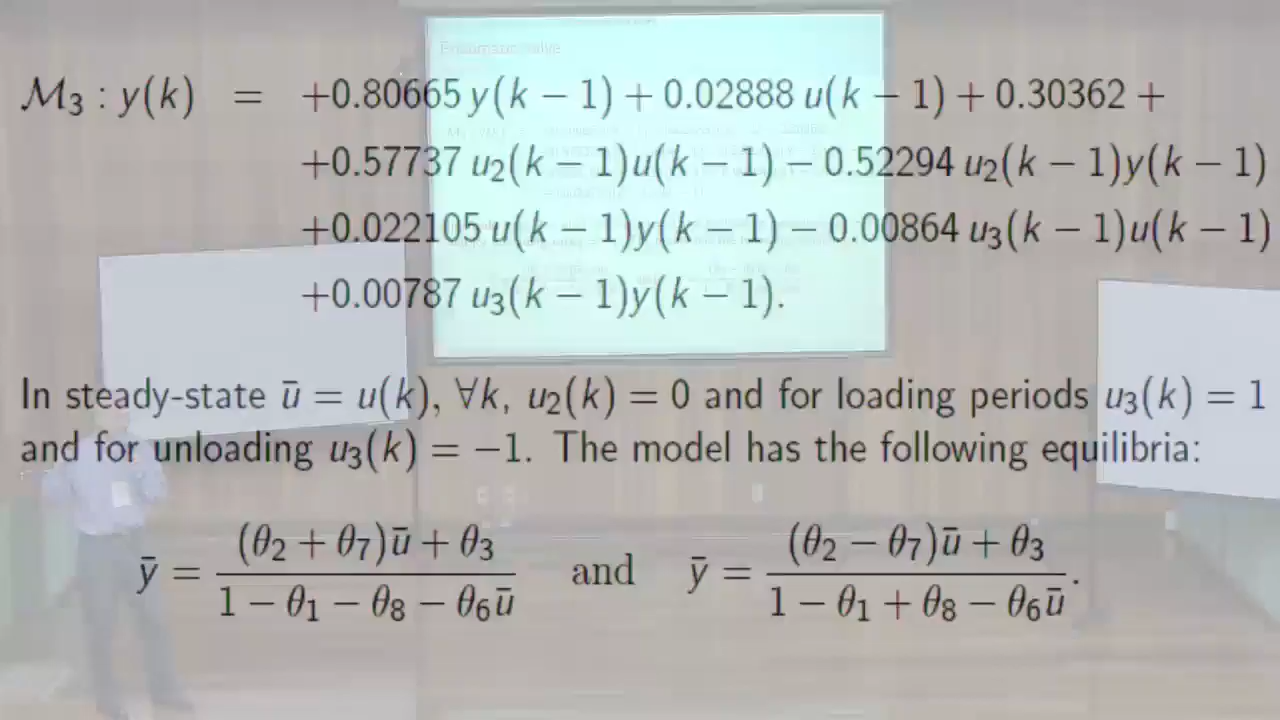 Pneumatic valve
M₃ : y(k) = +0.80665 y(k − 1) + 0.02888 u(k − 1) + 0.30362 +
+0.57737 u₂(k − 1)u(k − 1) − 0.52294 u₂(k − 1)y(k − 1)
+0.022105 u(k − 1)y(k − 1) − 0.00864 u₃(k − 1)u(k − 1)
+0.00787 u₃(k − 1)y(k − 1).
In steady-state ū = u(k), ∀k, u₂(k) = 0 and for loading periods u₃(k) = 1
and for unloading u₃(k) = −1. The model has the following equilibria:
ȳ = (θ₂ + θ₇)ū + θ₃ / 1 − θ₁ − θ₈ − θ₆ū and ȳ = (θ₂ − θ₇)ū + θ₃ / 1 − θ₁ + θ₈ − θ₆ū.